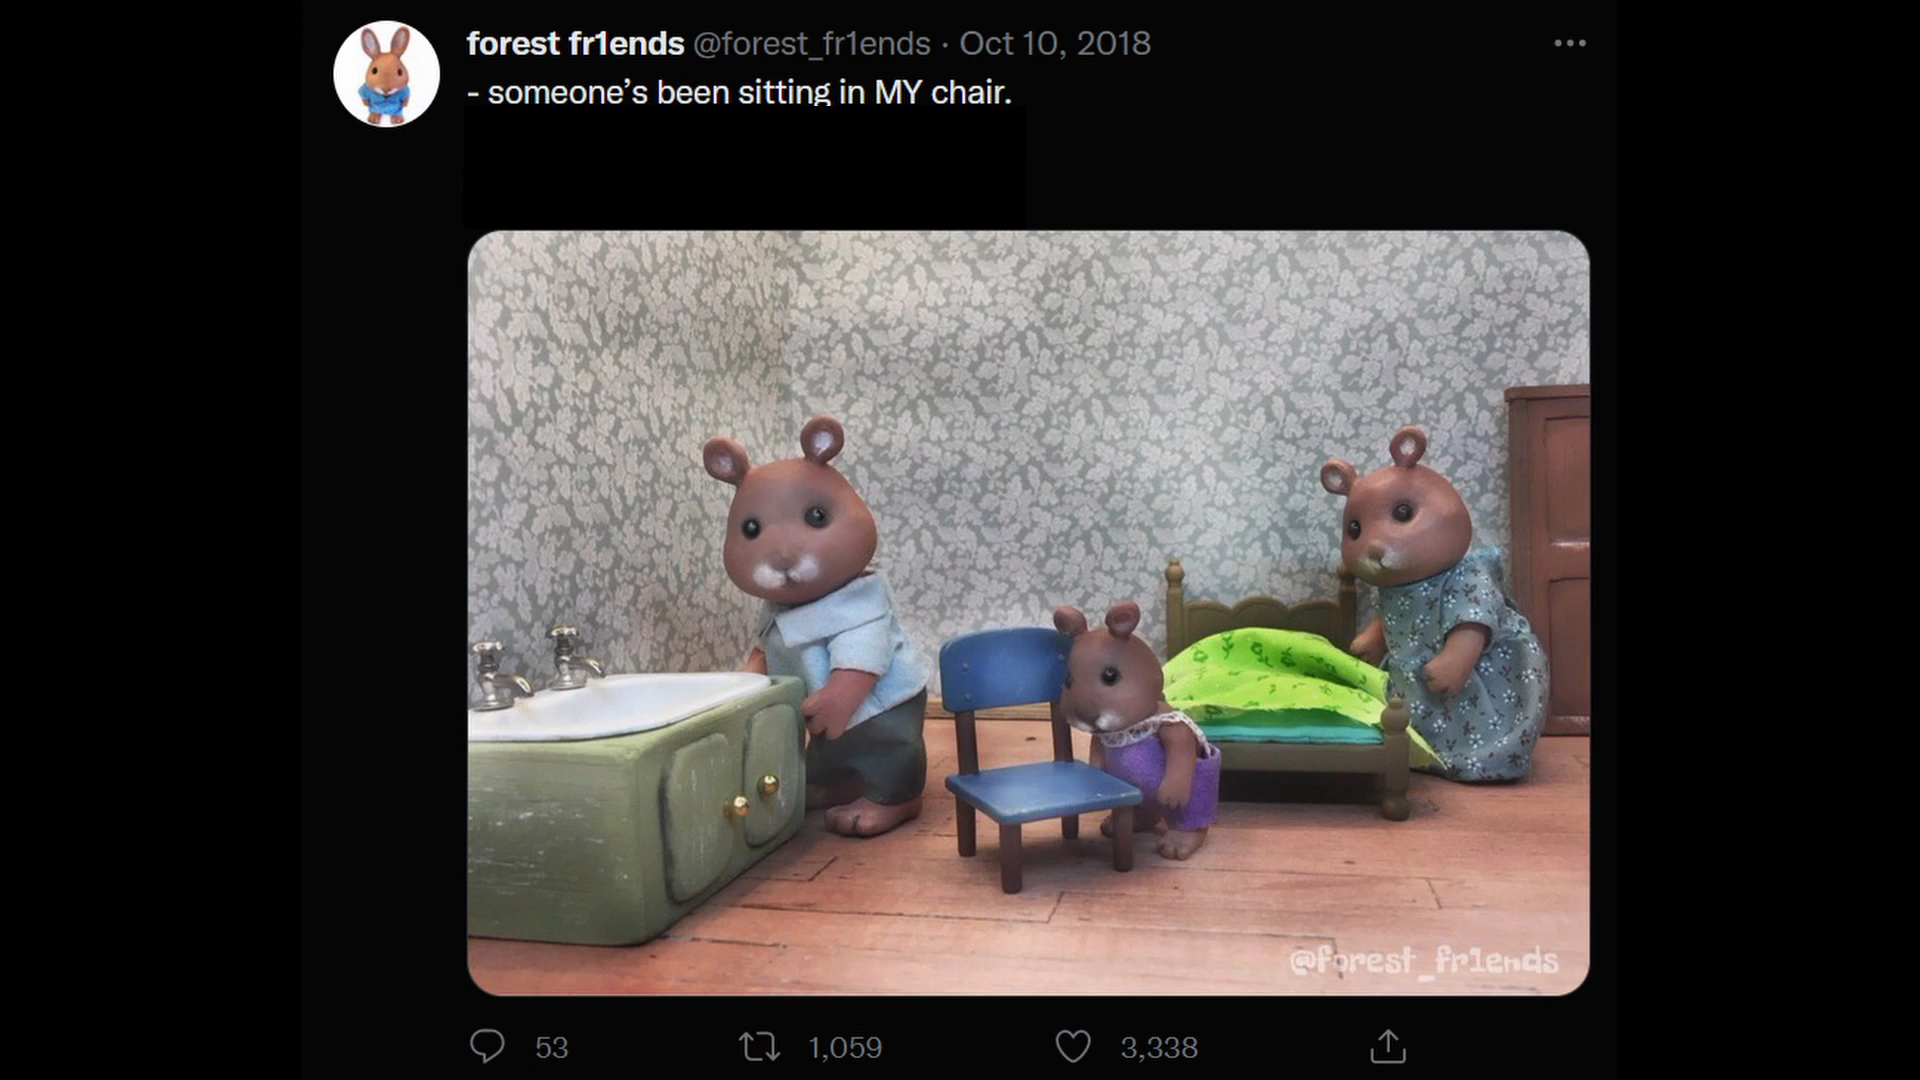 forest fr1ends @forest_fr1ends · Oct 10, 2018
- someone’s been sitting in MY chair.
@forest_fr1ends
53 1,059 3,338